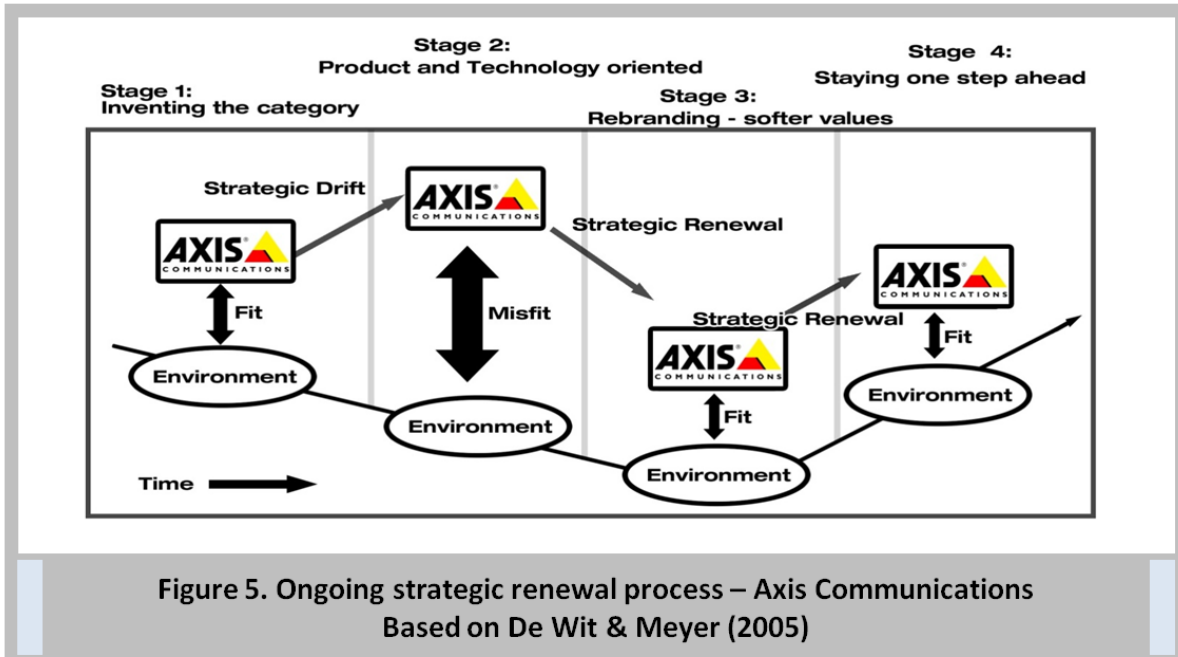 Stage 1:
Inventing the category
Stage 2:
Product and Technology oriented
Stage 3:
Rebranding - softer values
Stage 4:
Staying one step ahead
Strategic Drift
AXIS
COMMUNICATIONS
Fit
Environment
AXIS
COMMUNICATIONS
Misfit
Environment
Strategic Renewal
AXIS
COMMUNICATIONS
Fit
Environment
Strategic Renewal
AXIS
COMMUNICATIONS
Fit
Environment
Time
Figure 5. Ongoing strategic renewal process – Axis Communications
Based on De Wit & Meyer (2005)